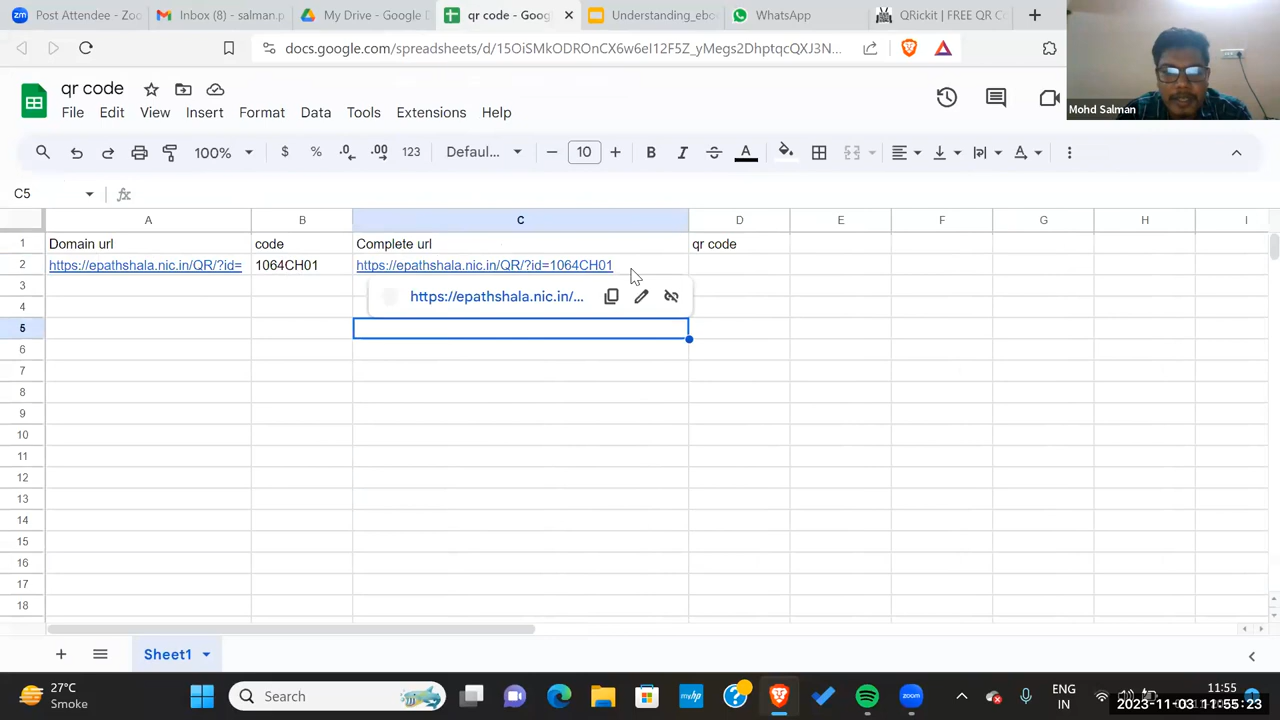 Post Attendee - Zoo
Inbox (8) - salman.p
My Drive - Google D
qr code - Goog
Understanding_ebo
WhatsApp
QRickit | FREE QR Co
docs.google.com/spreadsheets/d/15OiSMkODROnCX6w6eI12F5Z_yMegs2DhptqcQXJ3N...
Mohd Salman
qr code
File Edit View Insert Format Data Tools Extensions Help
100% $ % .0 .00 123 Defaul... 10 B I S A
C5 fx
A B C D E F G H I
1 Domain url code Complete url qr code
2 https://epathshala.nic.in/QR/?id= 1064CH01 https://epathshala.nic.in/QR/?id=1064CH01
3 https://epathshala.nic.in/...
4
5
6
7
8
9
10
11
12
13
14
15
16
17
18
Sheet1
27°C
Smoke
Search
zoom
ENG
IN
11:55
2023-11-03 11:55:23